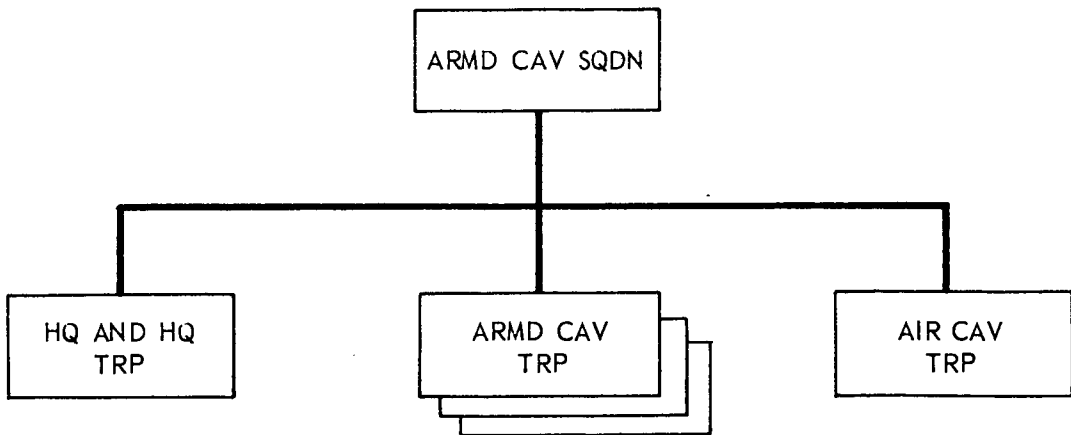 ARMD CAV SQDN
HQ AND HQ
TRP
ARMD CAV
TRP
AIR CAV
TRP